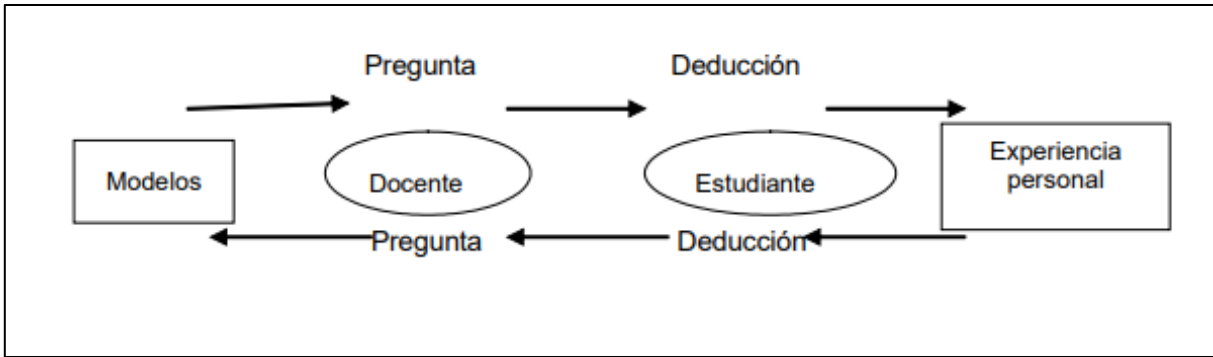 Pregunta Deducción
Modelos
Docente
Estudiante
Experiencia
personal
Pregunta Deducción